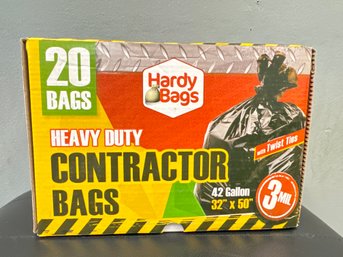 20
BAGS
Hardy
Bags
HEAVY DUTY
CONTRACTOR
BAGS
with Twist Ties
42 Gallon
32" x 50"
3
MIL